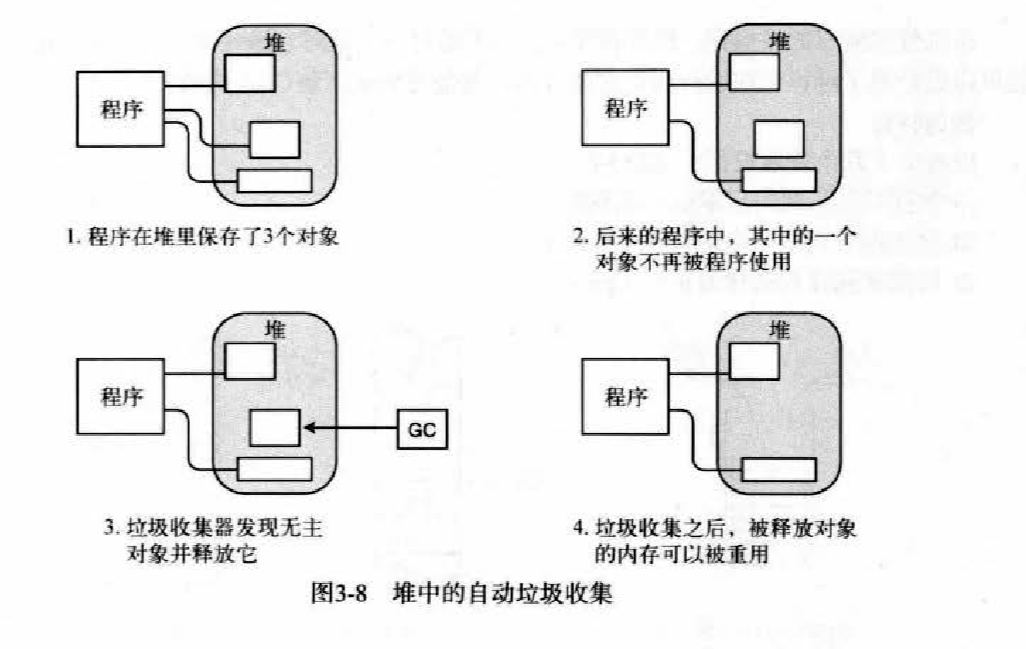 堆
程序
1. 程序在堆里保存了3个对象
堆
程序
2. 后来的程序中，其中的一个
对象不再被程序使用
堆
程序
GC
3. 垃圾收集器发现无主
对象并释放它
堆
程序
4. 垃圾收集之后，被释放对象
的内存可以被重用
图3-8 堆中的自动垃圾收集